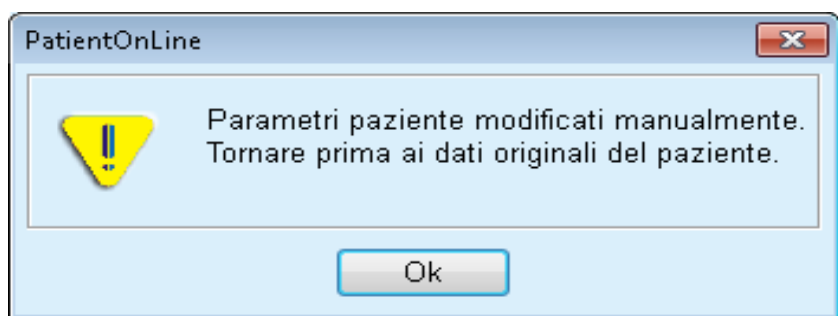 PatientOnLine
Parametri paziente modificati manualmente.
Tornare prima ai dati originali del paziente.
Ok